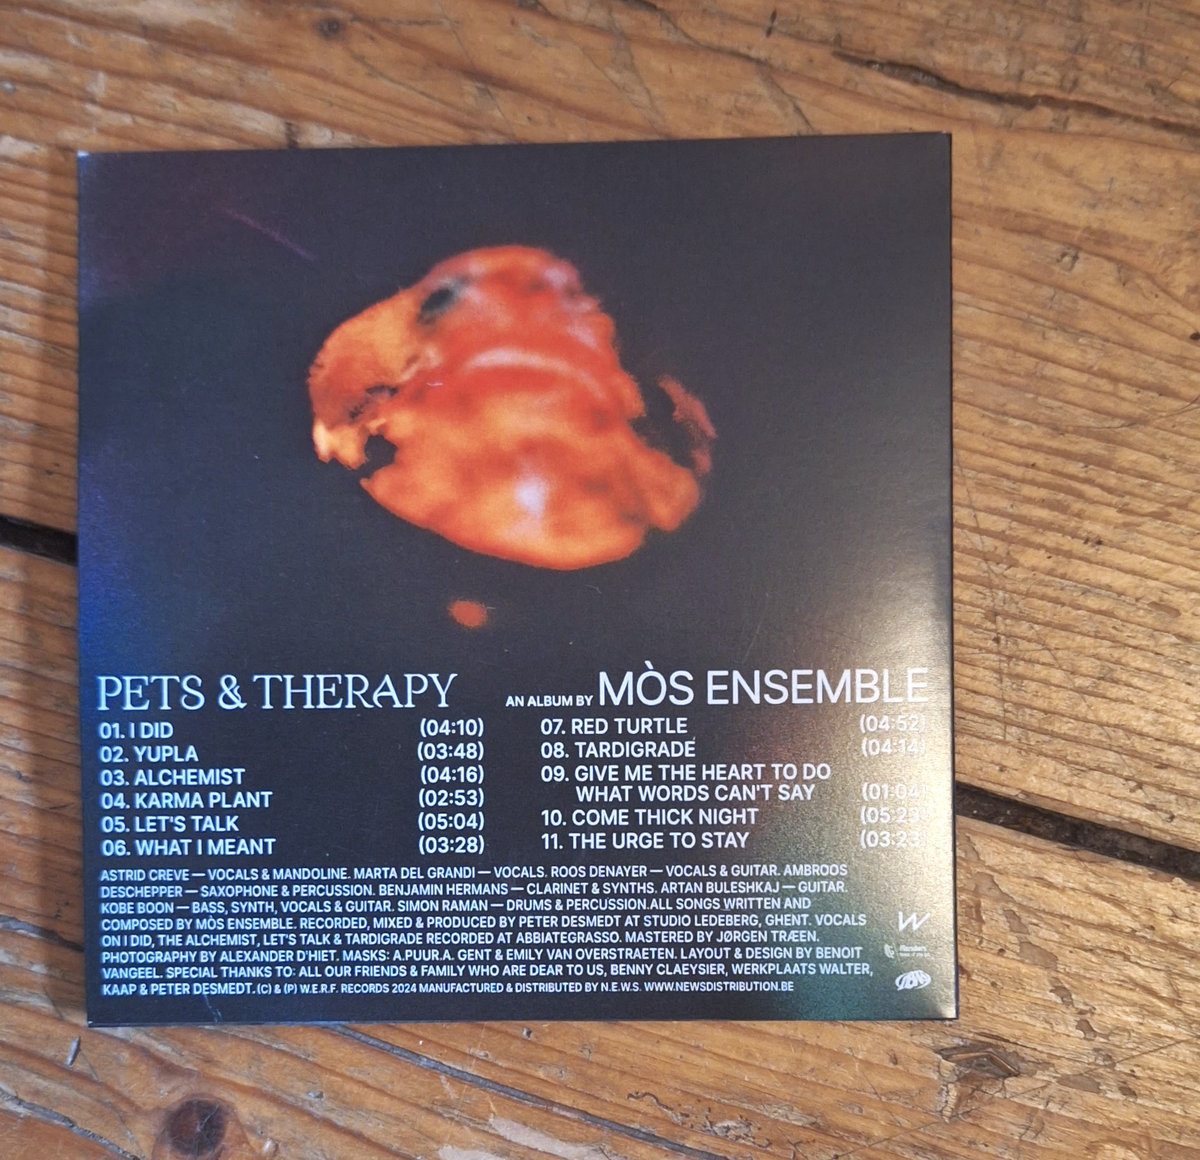 PETS & THERAPY
AN ALBUM BY MÒS ENSEMBLE
01. I DID (04:10)
02. YUPLA (03:48)
03. ALCHEMIST (04:16)
04. KARMA PLANT (02:53)
05. LET'S TALK (05:04)
06. WHAT I MEANT (03:28)
07. RED TURTLE (04:52)
08. TARDIGRADE (04:14)
09. GIVE ME THE HEART TO DO
WHAT WORDS CAN'T SAY (01:04)
10. COME THICK NIGHT (05:23)
11. THE URGE TO STAY (03:23)
ASTRID CREVE — VOCALS & MANDOLINE. MARTA DEL GRANDI — VOCALS. ROOS DENAYER — VOCALS & GUITAR. AMBROOS
DESCHEPPER — SAXOPHONE & PERCUSSION. BENJAMIN HERMANS — CLARINET & SYNTHS. ARTAN BULESHKAJ — GUITAR.
KOBE BOON — BASS, SYNTH, VOCALS & GUITAR. SIMON RAMAN — DRUMS & PERCUSSION.ALL SONGS WRITTEN AND
COMPOSED BY MÒS ENSEMBLE. RECORDED, MIXED & PRODUCED BY PETER DESMEDT AT STUDIO LEDEBERG, GHENT. VOCALS
ON I DID, THE ALCHEMIST, LET'S TALK & TARDIGRADE RECORDED AT ABBIATEGRASSO. MASTERED BY JØRGEN TRÆEN.
PHOTOGRAPHY BY ALEXANDER D'HIET. MASKS: A.PUUR.A. GENT & EMILY VAN OVERSTRAETEN. LAYOUT & DESIGN BY BENOIT
VANGEEL. SPECIAL THANKS TO: ALL OUR FRIENDS & FAMILY WHO ARE DEAR TO US, BENNY CLAEYSIER, WERKPLAATS WALTER,
KAAP & PETER DESMEDT. (C) & (P) W.E.R.F. RECORDS 2024 MANUFACTURED & DISTRIBUTED BY N.E.W.S. WWW.NEWSDISTRIBUTION.BE